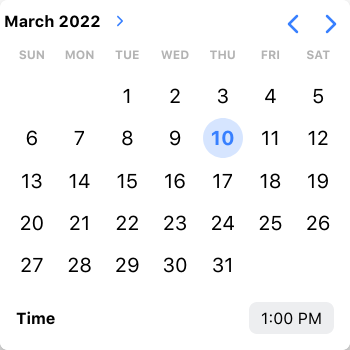 March 2022
SUN MON TUE WED THU FRI SAT
1 2 3 4 5
6 7 8 9 10 11 12
13 14 15 16 17 18 19
20 21 22 23 24 25 26
27 28 29 30 31
Time 1:00 PM